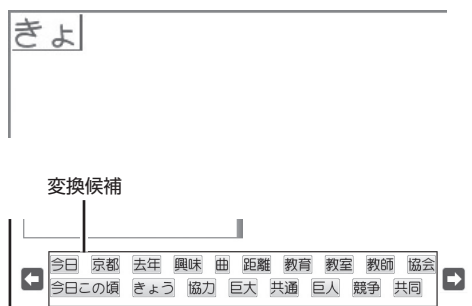 きょ
変換候補
今日 京都 去年 興味 曲 距離 教育 教室 教師 協会
今日この頃 きょう 協力 巨大 共通 巨人 競争 共同